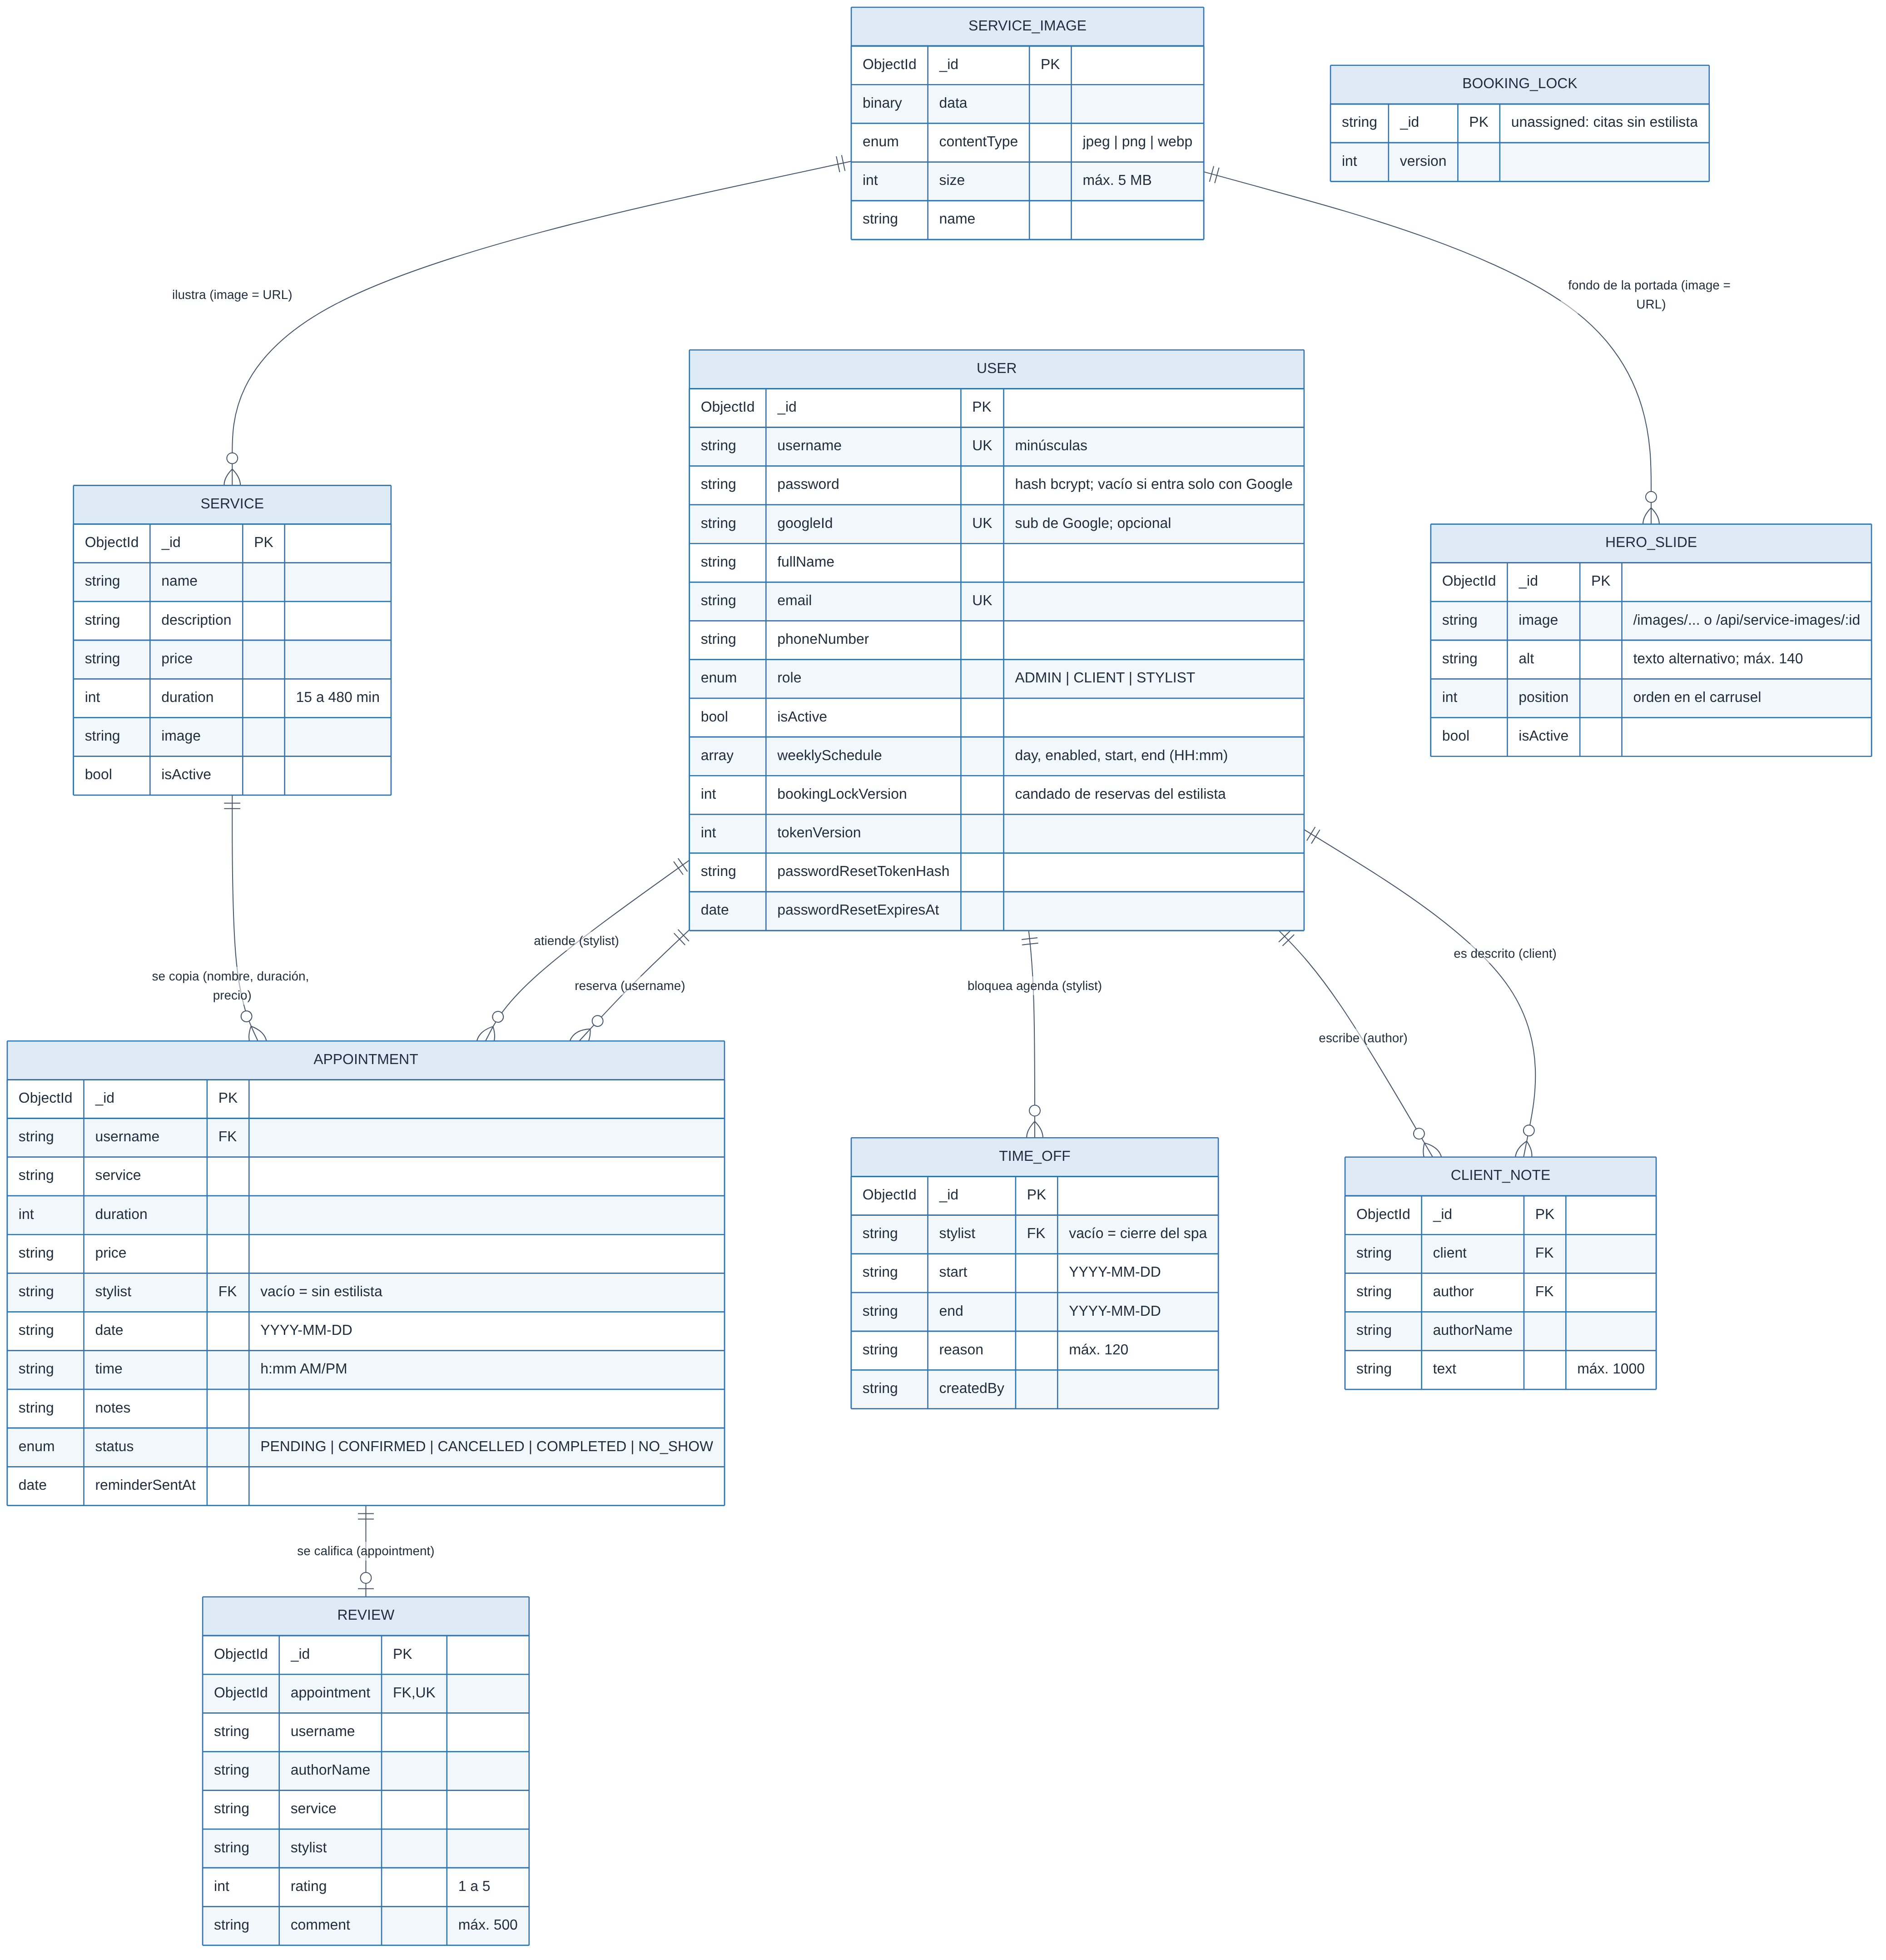 SERVICE_IMAGE
ObjectId _id PK
binary data
enum contentType jpeg | png | webp
int size máx. 5 MB
string name
BOOKING_LOCK
string _id PK unassigned: citas sin estilista
int version
ilustra (image = URL)
fondo de la portada (image =
URL)
USER
ObjectId _id PK
string username UK minúsculas
string password hash bcrypt; vacío si entra solo con Google
string googleId UK sub de Google; opcional
string fullName
string email UK
string phoneNumber
enum role ADMIN | CLIENT | STYLIST
bool isActive
array weeklySchedule day, enabled, start, end (HH:mm)
int bookingLockVersion candado de reservas del estilista
int tokenVersion
string passwordResetTokenHash
date passwordResetExpiresAt
SERVICE
ObjectId _id PK
string name
string description
string price
int duration 15 a 480 min
string image
bool isActive
HERO_SLIDE
ObjectId _id PK
string image /images/... o /api/service-images/:id
string alt texto alternativo; máx. 140
int position orden en el carrusel
bool isActive
atiende (stylist)
es descrito (client)
se copia (nombre, duración,
precio)
reserva (username)
bloquea agenda (stylist)
escribe (author)
APPOINTMENT
ObjectId _id PK
string username FK
string service
int duration
string price
string stylist FK vacío = sin estilista
string date YYYY-MM-DD
string time h:mm AM/PM
string notes
enum status PENDING | CONFIRMED | CANCELLED | COMPLETED | NO_SHOW
date reminderSentAt
TIME_OFF
ObjectId _id PK
string stylist FK vacío = cierre del spa
string start YYYY-MM-DD
string end YYYY-MM-DD
string reason máx. 120
string createdBy
CLIENT_NOTE
ObjectId _id PK
string client FK
string author FK
string authorName
string text máx. 1000
se califica (appointment)
REVIEW
ObjectId _id PK
ObjectId appointment FK,UK
string username
string authorName
string service
string stylist
int rating 1 a 5
string comment máx. 500